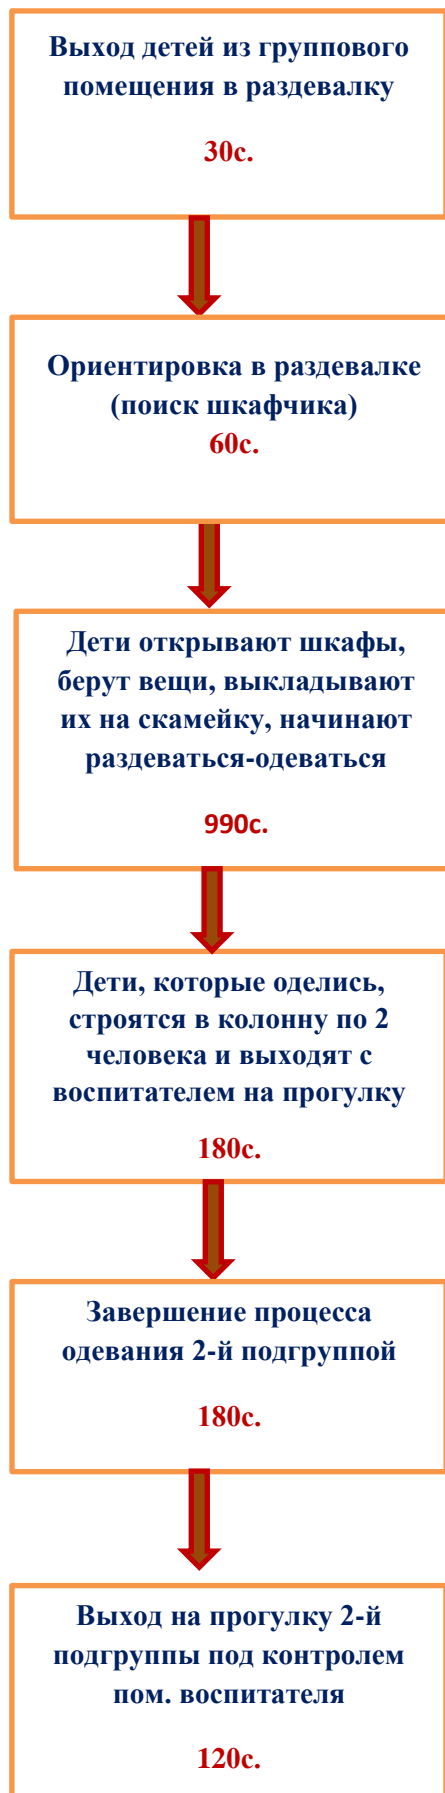 Выход детей из группового
помещения в раздевалку
30с.
Ориентировка в раздевалке
(поиск шкафчика)
60с.
Дети открывают шкафы,
берут вещи, выкладывают
их на скамейку, начинают
раздеваться-одеваться
990с.
Дети, которые оделись,
строятся в колонну по 2
человека и выходят с
воспитателем на прогулку
180с.
Завершение процесса
одевания 2-й подгруппой
180с.
Выход на прогулку 2-й
подгруппы под контролем
пом. воспитателя
120с.